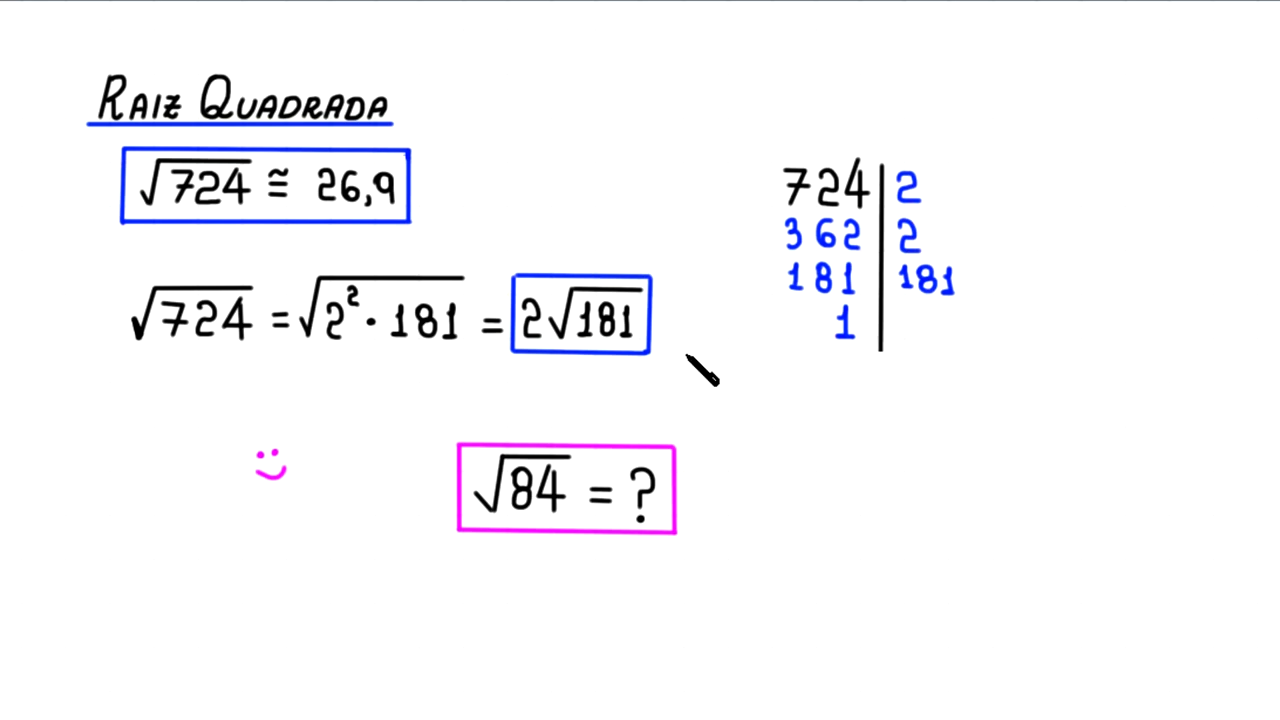 RAIZ QUADRADA
√724 ≅ 26,9
√724 = √2² · 181 = 2√181
724 | 2
362 | 2
181 | 181
1 |
√84 = ?